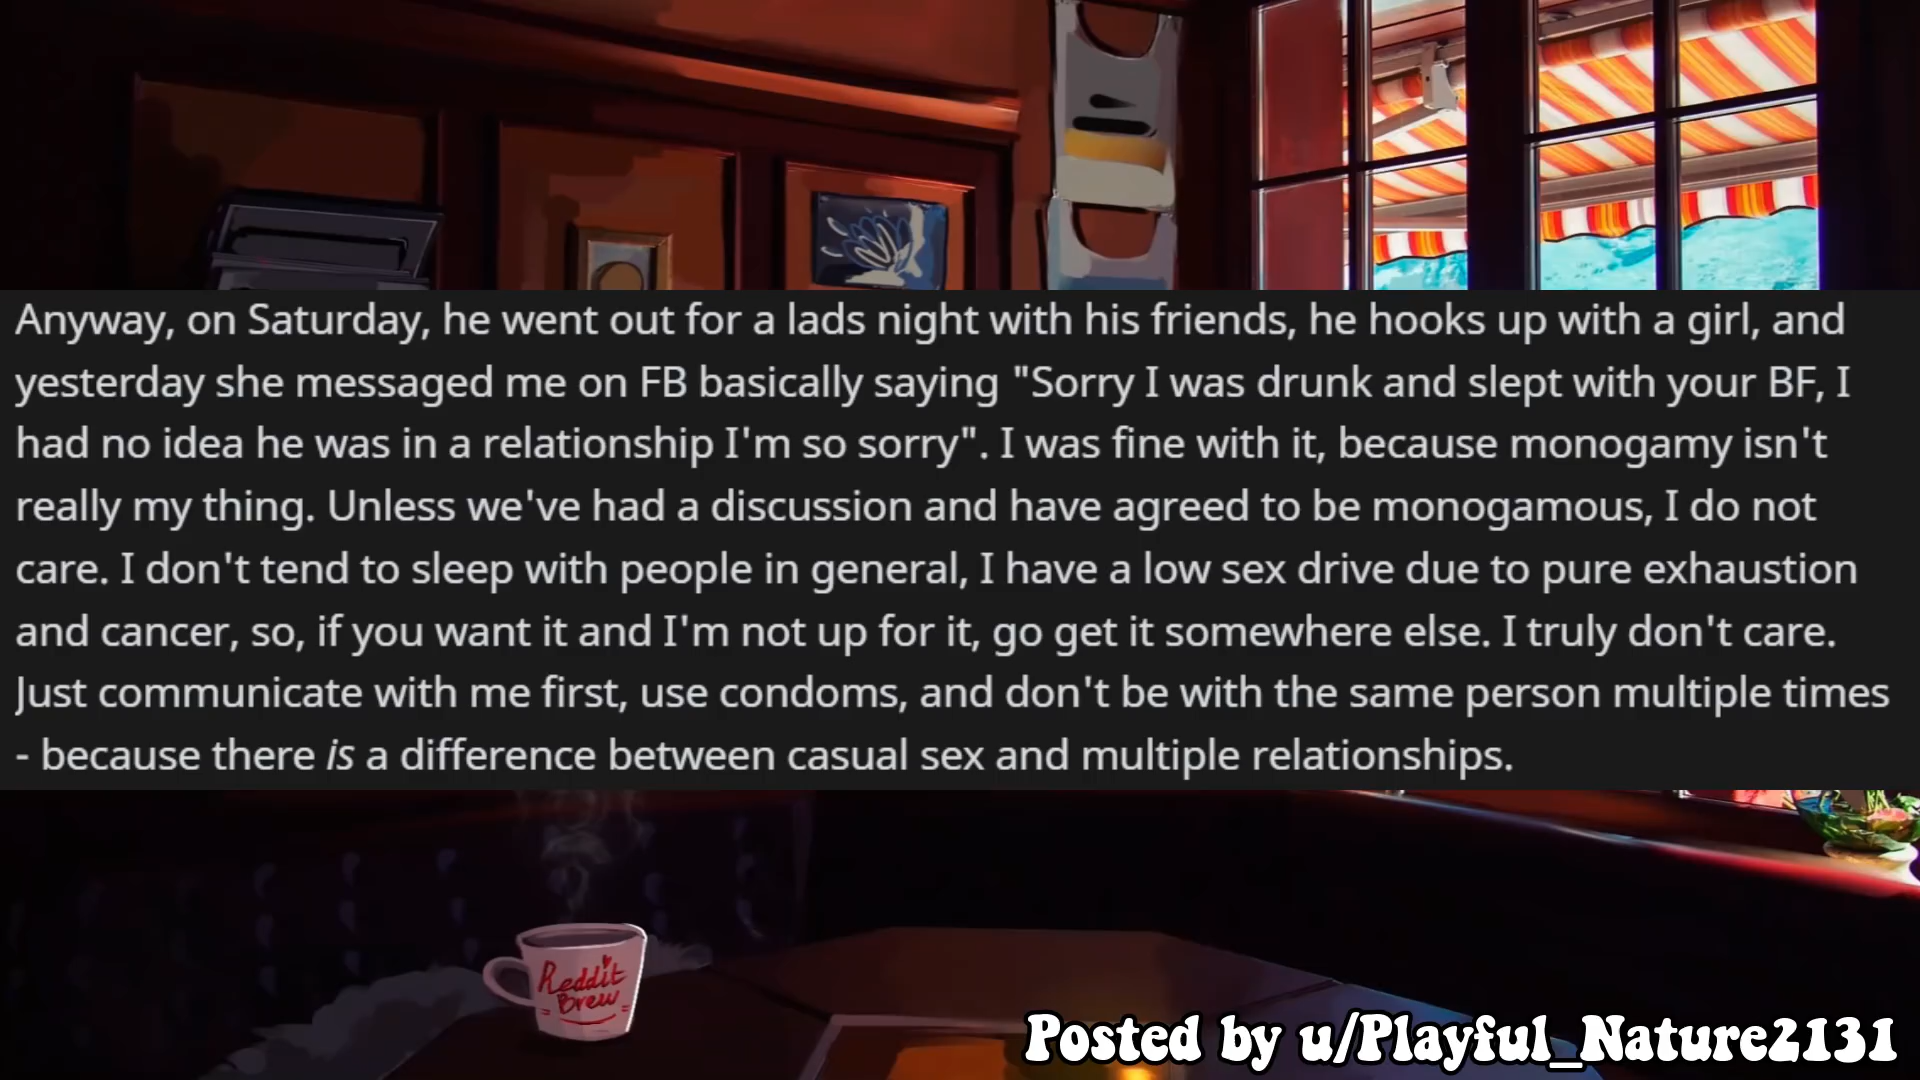 Anyway, on Saturday, he went out for a lads night with his friends, he hooks up with a girl, and
yesterday she messaged me on FB basically saying "Sorry I was drunk and slept with your BF, I
had no idea he was in a relationship I'm so sorry". I was fine with it, because monogamy isn't
really my thing. Unless we've had a discussion and have agreed to be monogamous, I do not
care. I don't tend to sleep with people in general, I have a low sex drive due to pure exhaustion
and cancer, so, if you want it and I'm not up for it, go get it somewhere else. I truly don't care.
Just communicate with me first, use condoms, and don't be with the same person multiple times
- because there is a difference between casual sex and multiple relationships.
Reddit
Brew
Posted by u/Playful_Nature2131